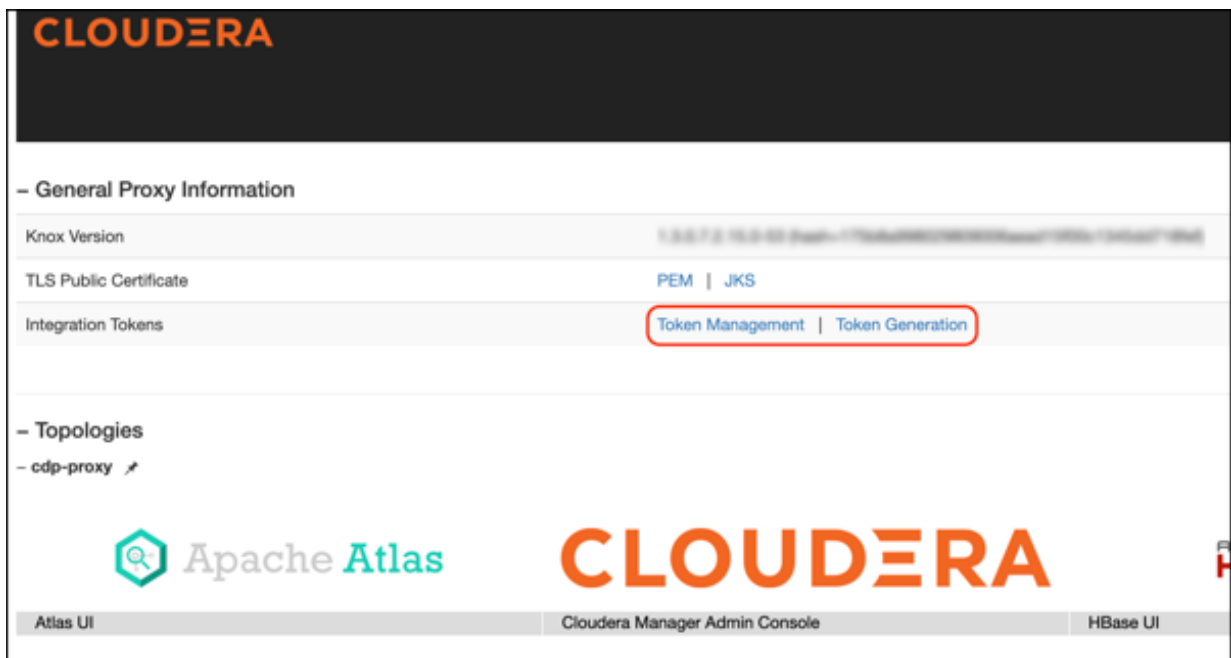 CLOUDERA
– General Proxy Information
Knox Version
TLS Public Certificate PEM | JKS
Integration Tokens Token Management | Token Generation
– Topologies
– cdp-proxy
Apache Atlas CLOUDERA
Atlas UI Cloudera Manager Admin Console HBase UI